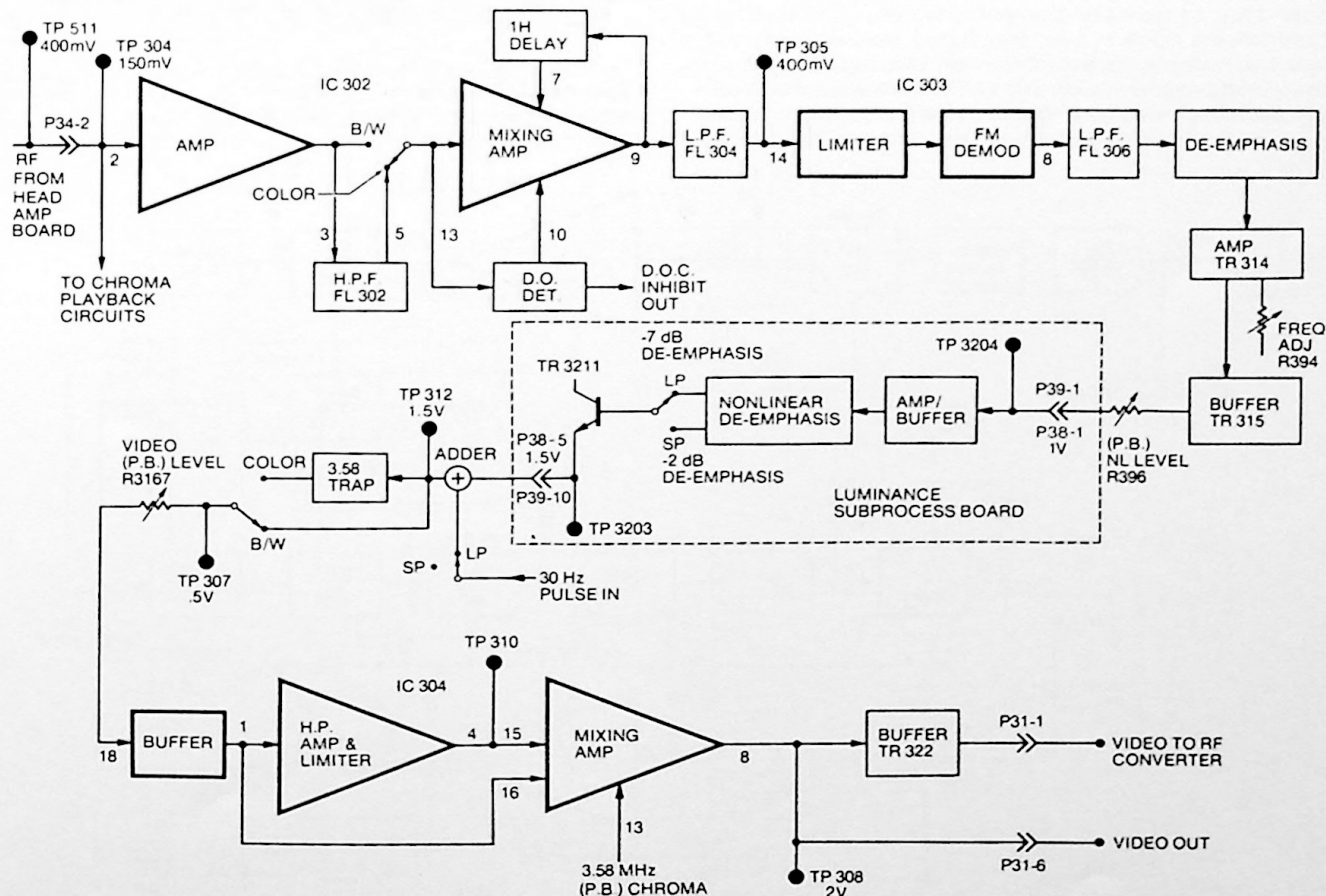 TP 511
400mV
TP 304
150mV
P34-2
RF
FROM
HEAD
AMP
BOARD
2
AMP
IC 302
B/W
COLOR
3
5
13
H.P.F.
FL 302
TO CHROMA
PLAYBACK
CIRCUITS
1H
DELAY
7
MIXING
AMP
9
10
D.O.
DET.
D.O.C.
INHIBIT
OUT
L.P.F.
FL 304
TP 305
400mV
14
IC 303
LIMITER
FM
DEMOD
8
L.P.F.
FL 306
DE-EMPHASIS
AMP
TR 314
FREQ
ADJ
R394
BUFFER
TR 315
(P.B.)
NL LEVEL
R396
P39-1
P38-1
1V
TP 3204
AMP/
BUFFER
NONLINEAR
DE-EMPHASIS
-7 dB
DE-EMPHASIS
LP
SP
-2 dB
DE-EMPHASIS
TR 3211
LUMINANCE
SUBPROCESS BOARD
P38-5
1.5V
P39-10
TP 3203
ADDER
+
TP 312
1.5V
3.58
TRAP
COLOR
B/W
LP
SP
30 Hz
PULSE IN
VIDEO
(P.B.) LEVEL
R3167
TP 307
.5V
18
BUFFER
1
IC 304
H.P.
AMP &
LIMITER
4
TP 310
15
16
MIXING
AMP
13
3.58 MHz
(P.B.) CHROMA
8
BUFFER
TR 322
P31-1
VIDEO TO RF
CONVERTER
P31-6
VIDEO OUT
TP 308
2V